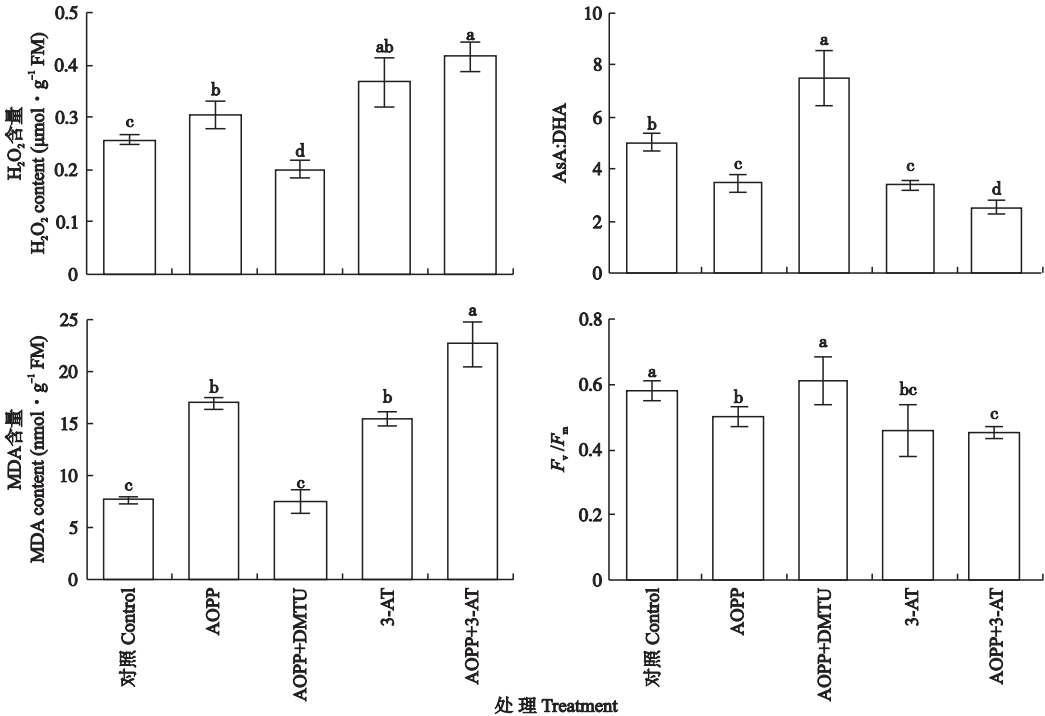 H₂O₂含量
H₂O₂ content (μmol·g⁻¹ FM)
0.5
0.4
0.3
0.2
0.1
0
c
b
d
ab
a
AsA:DHA
10
8
6
4
2
0
b
c
a
c
d
MDA含量
MDA content (nmol·g⁻¹ FM)
25
20
15
10
5
0
c
b
c
b
a
对照 Control
AOPP
AOPP+DMTU
3-AT
AOPP+3-AT
Fᵥ/Fₘ
0.8
0.6
0.4
0.2
0
a
b
a
bc
c
对照 Control
AOPP
AOPP+DMTU
3-AT
AOPP+3-AT
处 理 Treatment